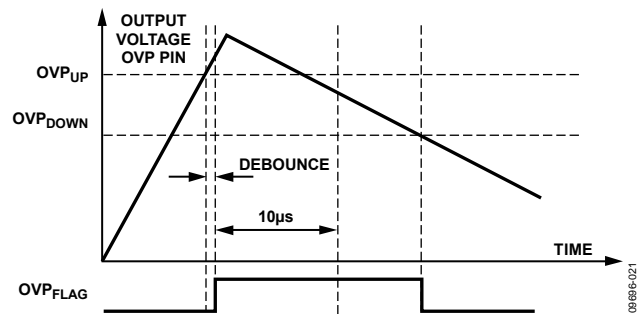 OUTPUT
VOLTAGE
OVP PIN
OVPUP
OVPDOWN
DEBOUNCE
10µs
TIME
OVPFLAG
09696-021